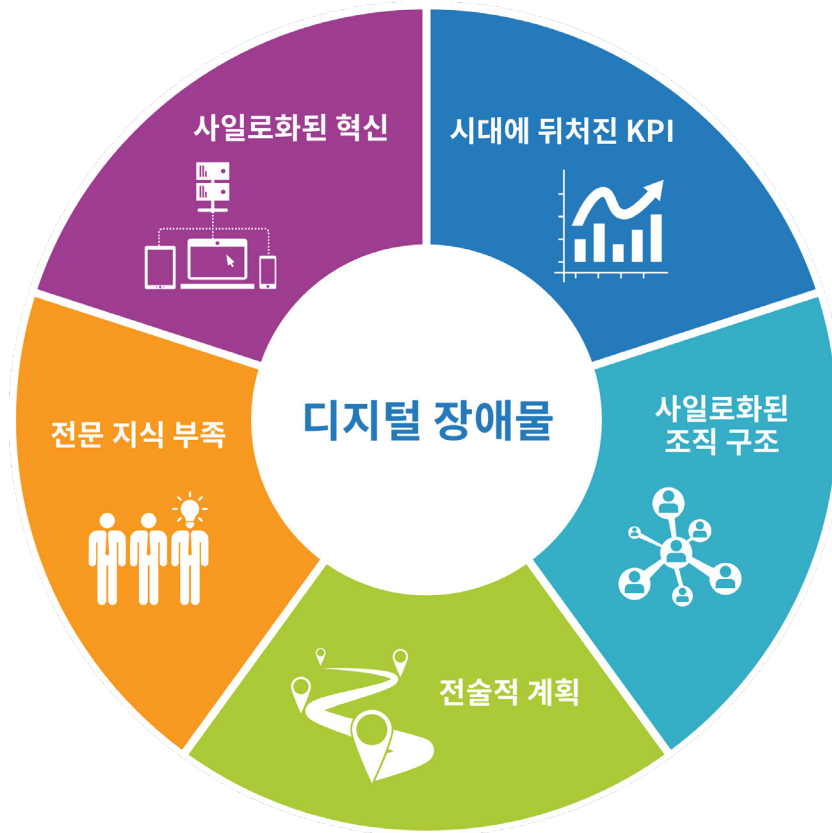 사일로화된 혁신
시대에 뒤처진 KPI
디지털 장애물
전문 지식 부족
사일로화된
조직 구조
전술적 계획